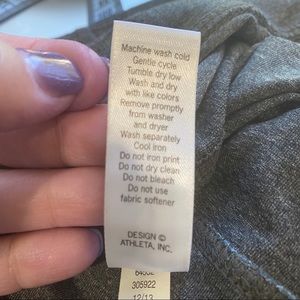 Machine wash cold
Gentle cycle
Tumble dry low
Wash and dry
with like colors
Remove promptly
from washer
and dryer
Wash separately
Cool iron
Do not iron print
Do not dry clean
Do not bleach
Do not use
fabric softener
DESIGN ©
ATHLETA, INC.
305922
12/13